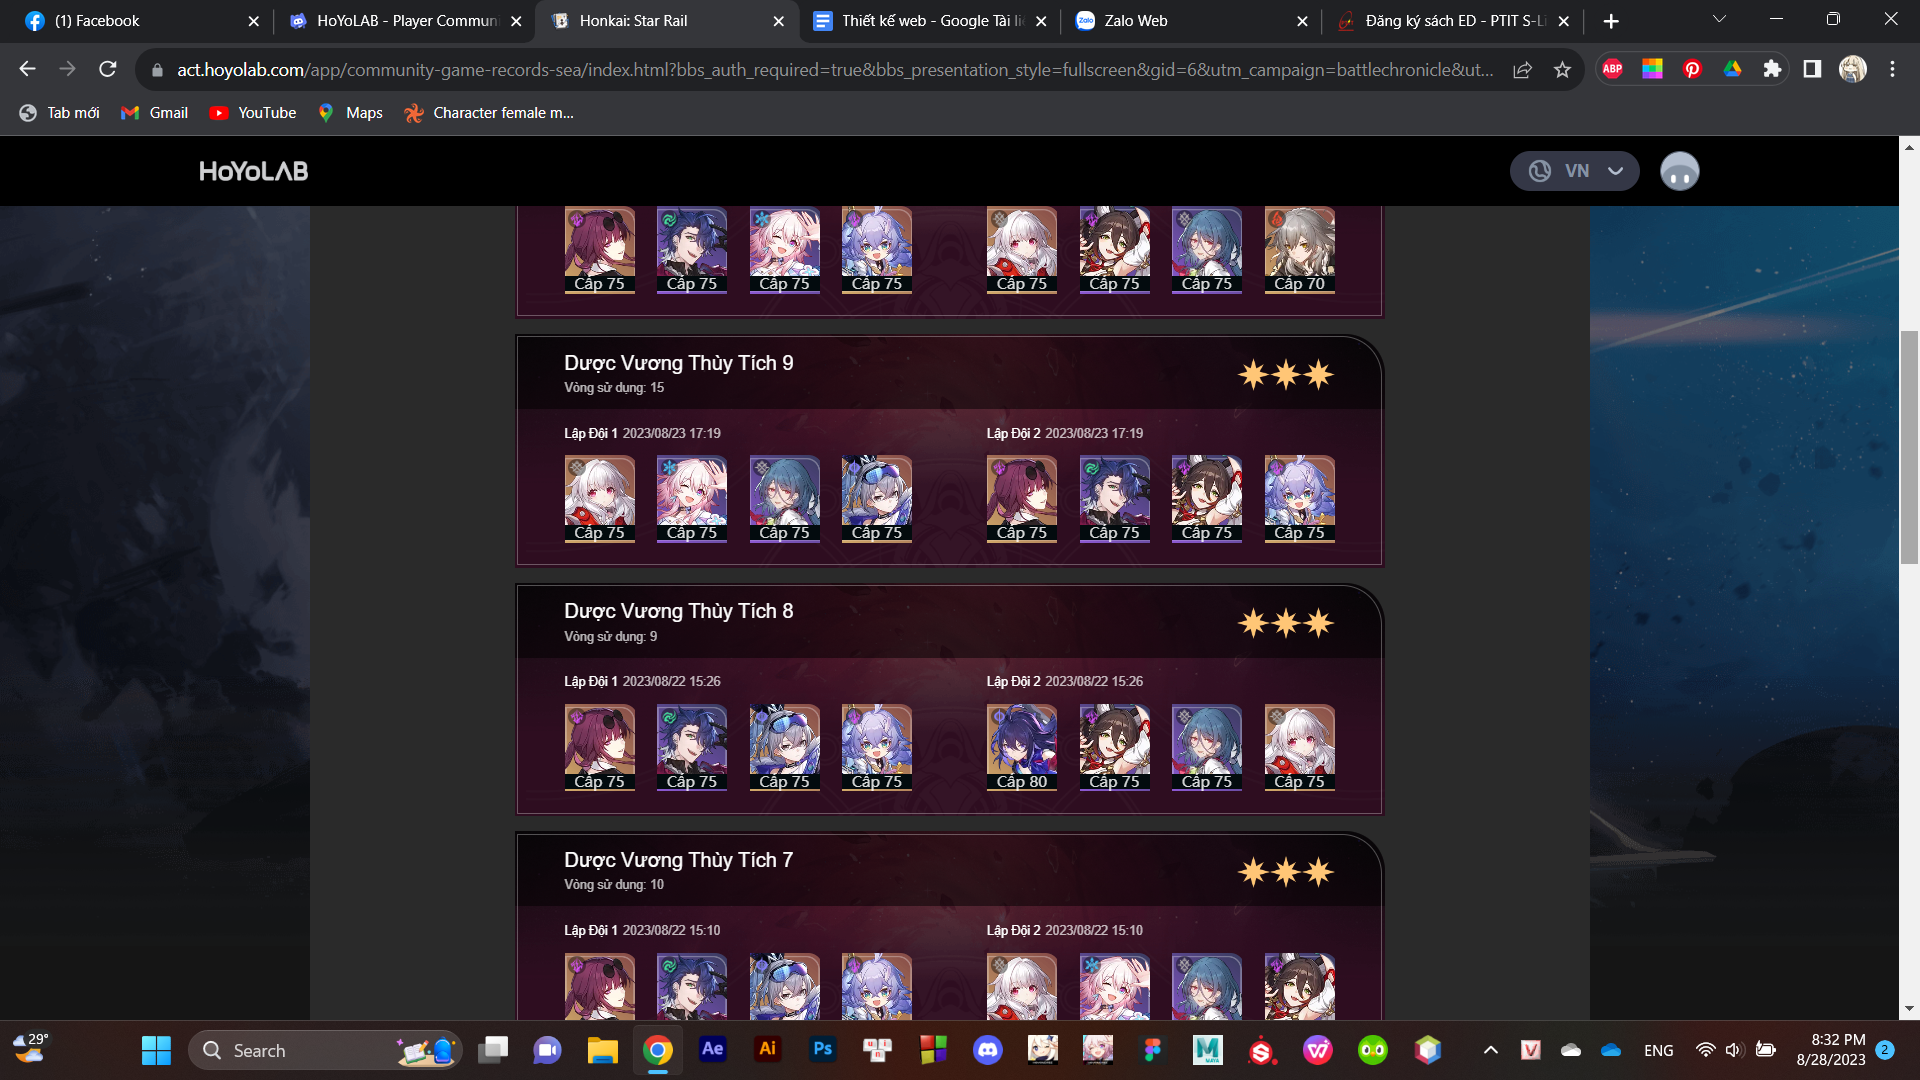 (1) Facebook
HoYoLAB - Player Communi
Honkai: Star Rail
Thiết kế web - Google Tài liệ
Zalo Web
Đăng ký sách ED - PTIT S-Li
act.hoyolab.com/app/community-game-records-sea/index.html?bbs_auth_required=true&bbs_presentation_style=fullscreen&gid=6&utm_campaign=battlechronicle&ut...
ABP
Tab mới
Gmail
YouTube
Maps
Character female m...
HoYoLAB
VN
Cấp 75 Cấp 75 Cấp 75 Cấp 75 Cấp 75 Cấp 75 Cấp 75 Cấp 70
Dược Vương Thùy Tích 9
Vòng sử dụng: 15
Lập Đội 1 2023/08/23 17:19
Lập Đội 2 2023/08/23 17:19
Cấp 75 Cấp 75 Cấp 75 Cấp 75 Cấp 75 Cấp 75 Cấp 75 Cấp 75
Dược Vương Thùy Tích 8
Vòng sử dụng: 9
Lập Đội 1 2023/08/22 15:26
Lập Đội 2 2023/08/22 15:26
Cấp 75 Cấp 75 Cấp 75 Cấp 75 Cấp 80 Cấp 75 Cấp 75 Cấp 75
Dược Vương Thùy Tích 7
Vòng sử dụng: 10
Lập Đội 1 2023/08/22 15:10
Lập Đội 2 2023/08/22 15:10
29°
Search
Ae
Ai
Ps
ENG
8:32 PM
8/28/2023
2